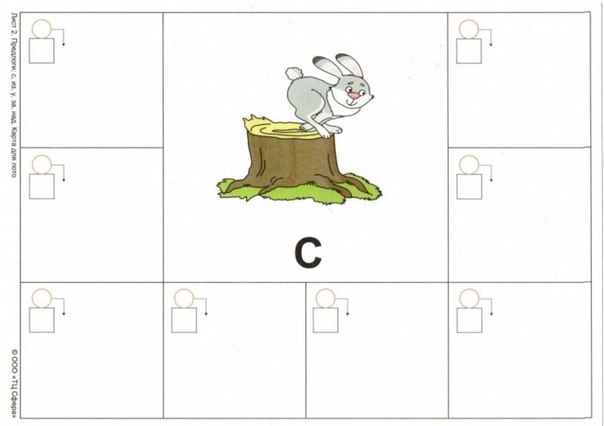 Лист 2. Предлоги: с, из, у, за, над. Карта для лото
С
© ООО «ТЦ Сфера»